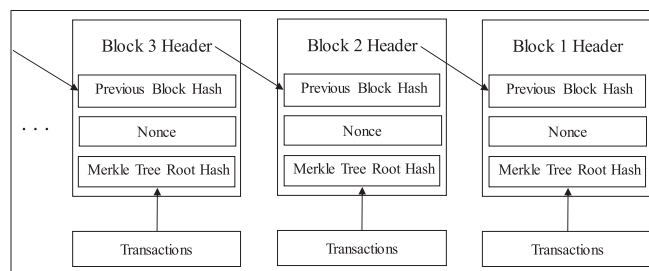 Block 3 Header
Block 2 Header
Block 1 Header
Previous Block Hash
Previous Block Hash
Previous Block Hash
. . .
Nonce
Nonce
Nonce
Merkle Tree Root Hash
Merkle Tree Root Hash
Merkle Tree Root Hash
Transactions
Transactions
Transactions